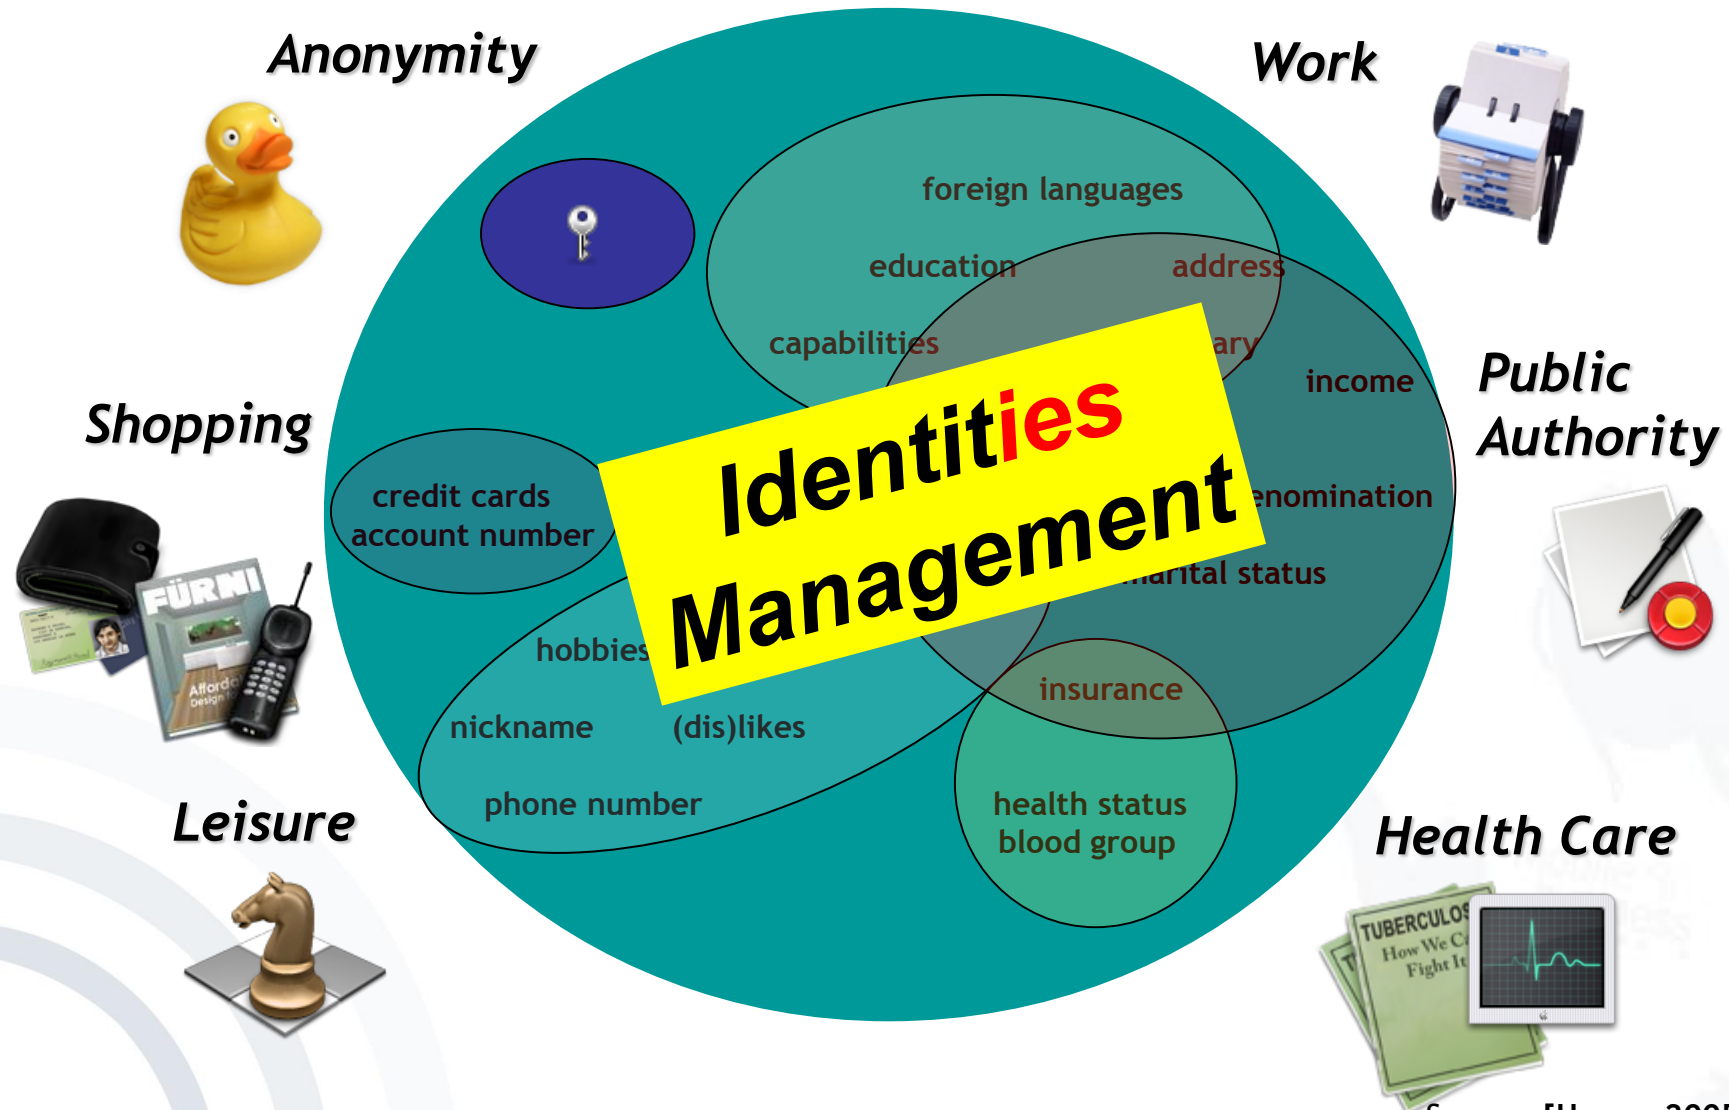 Anonymity
Work
foreign languages
education
address
capabilities
ary
income
Public
Authority
Shopping
Identities
Management
credit cards
account number
enomination
marital status
FÜRNI
hobbies
insurance
nickname
(dis)likes
phone number
health status
blood group
Leisure
Health Care
TUBERCULOS
How We
Fight It